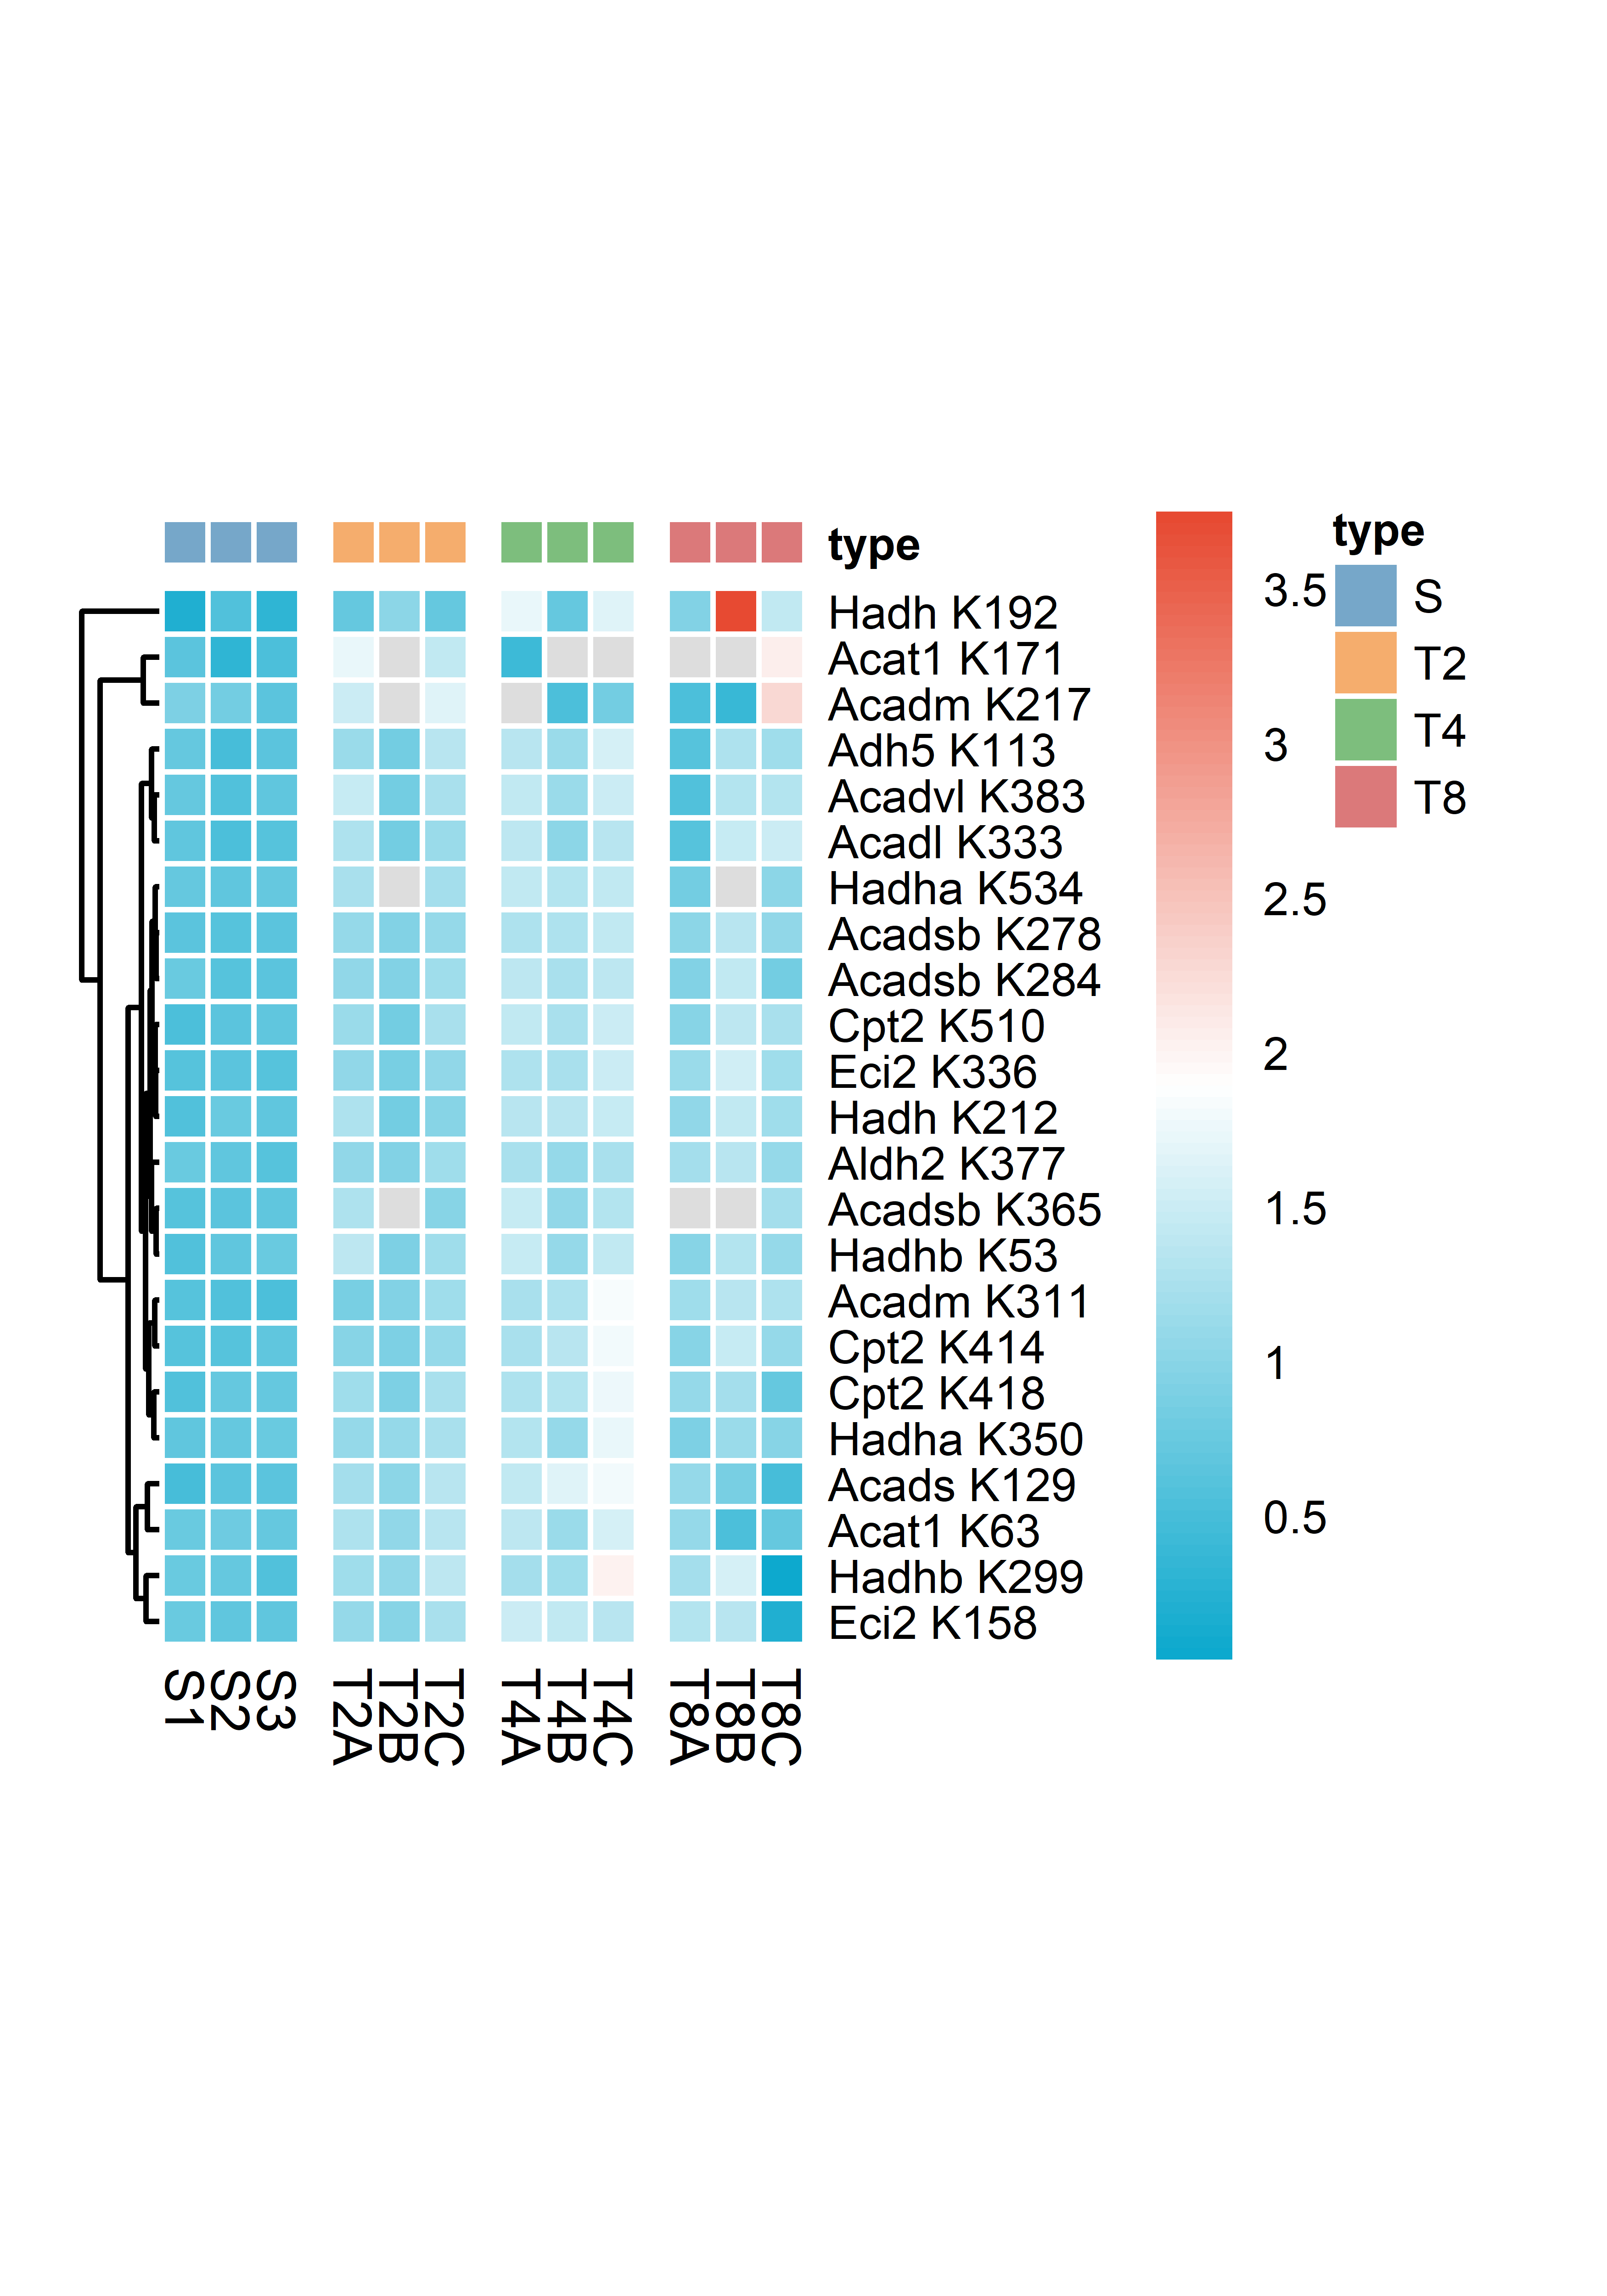 type
Hadh K192
Acat1 K171
Acadm K217
Adh5 K113
Acadvl K383
Acadl K333
Hadha K534
Acadsb K278
Acadsb K284
Cpt2 K510
Eci2 K336
Hadh K212
Aldh2 K377
Acadsb K365
Hadhb K53
Acadm K311
Cpt2 K414
Cpt2 K418
Hadha K350
Acads K129
Acat1 K63
Hadhb K299
Eci2 K158
S1
S2
S3
T2A
T2B
T2C
T4A
T4B
T4C
T8A
T8B
T8C
3.5
3
2.5
2
1.5
1
0.5
type
S
T2
T4
T8